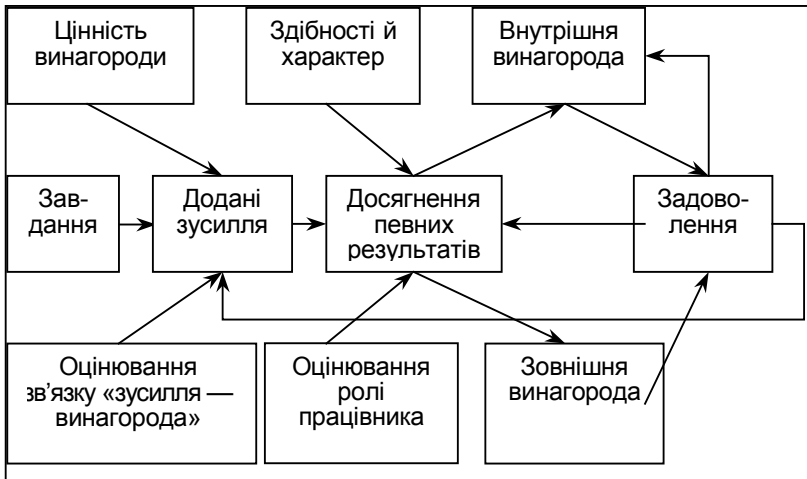 Цінність
винагороди
Здібності й
характер
Внутрішня
винагорода
Зав-
дання
Додані
зусилля
Досягнення
певних
результатів
Задово-
лення
Оцінювання
зв’язку «зусилля —
винагорода»
Оцінювання
ролі
працівника
Зовнішня
винагорода